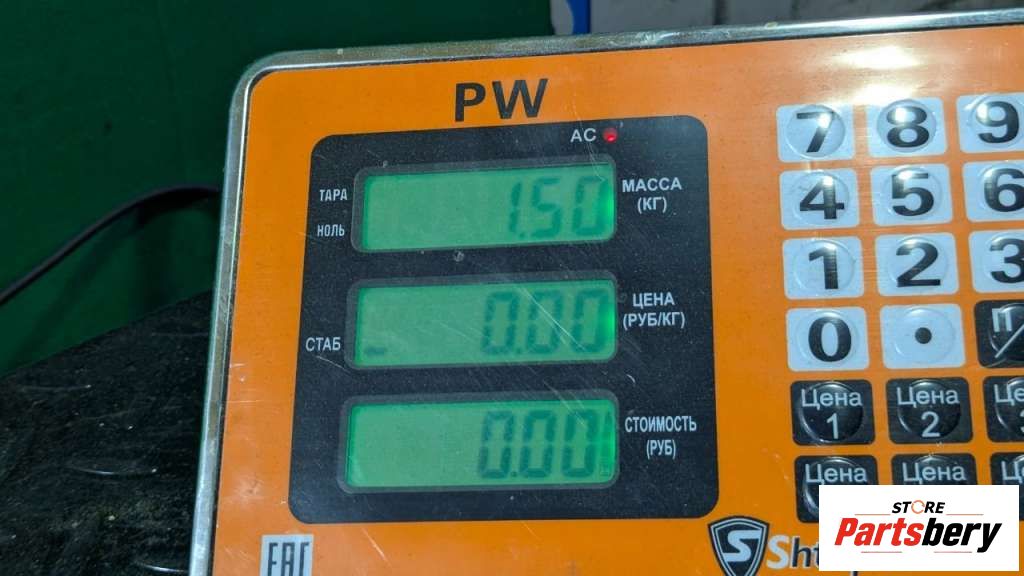 PW
AC
ТАРА
НОЛЬ
1.50
МАССА
(КГ)
СТАБ
0.00
ЦЕНА
(РУБ/КГ)
0.00
СТОИМОСТЬ
(РУБ)
7 8 9
4 5 6
1 2 3
0 •
Цена 1
Цена 2
Цена
Цена
EAC
S
STORE
Partsbery